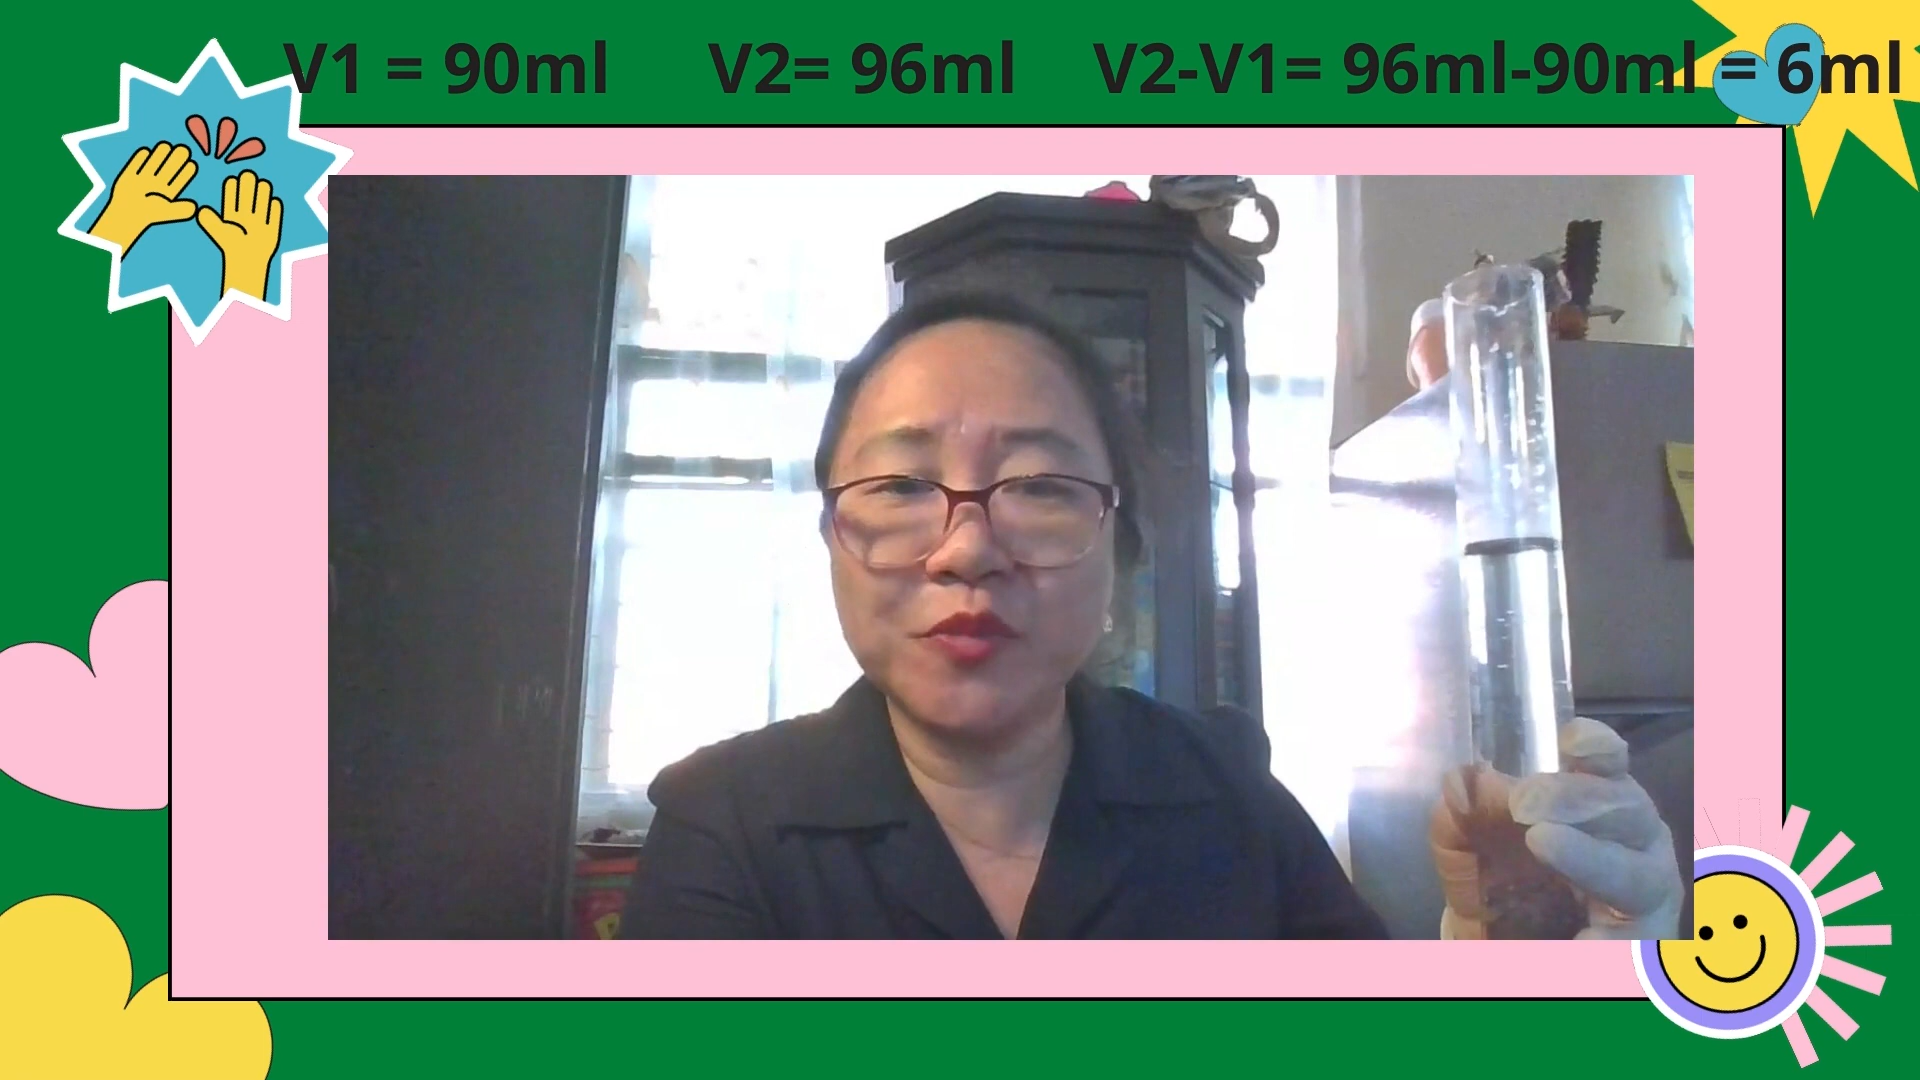 V1 = 90ml V2= 96ml V2-V1= 96ml-90ml = 6ml